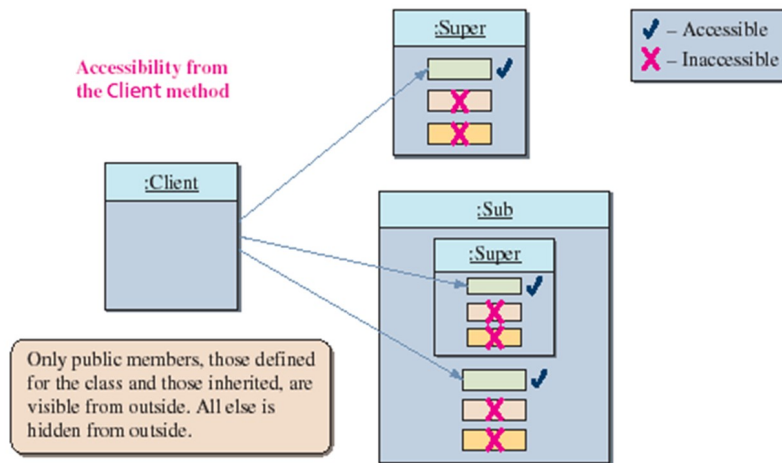 :Super
– Accessible
– Inaccessible
Accessibility from
the Client method
:Client
:Sub
:Super
Only public members, those defined
for the class and those inherited, are
visible from outside. All else is
hidden from outside.